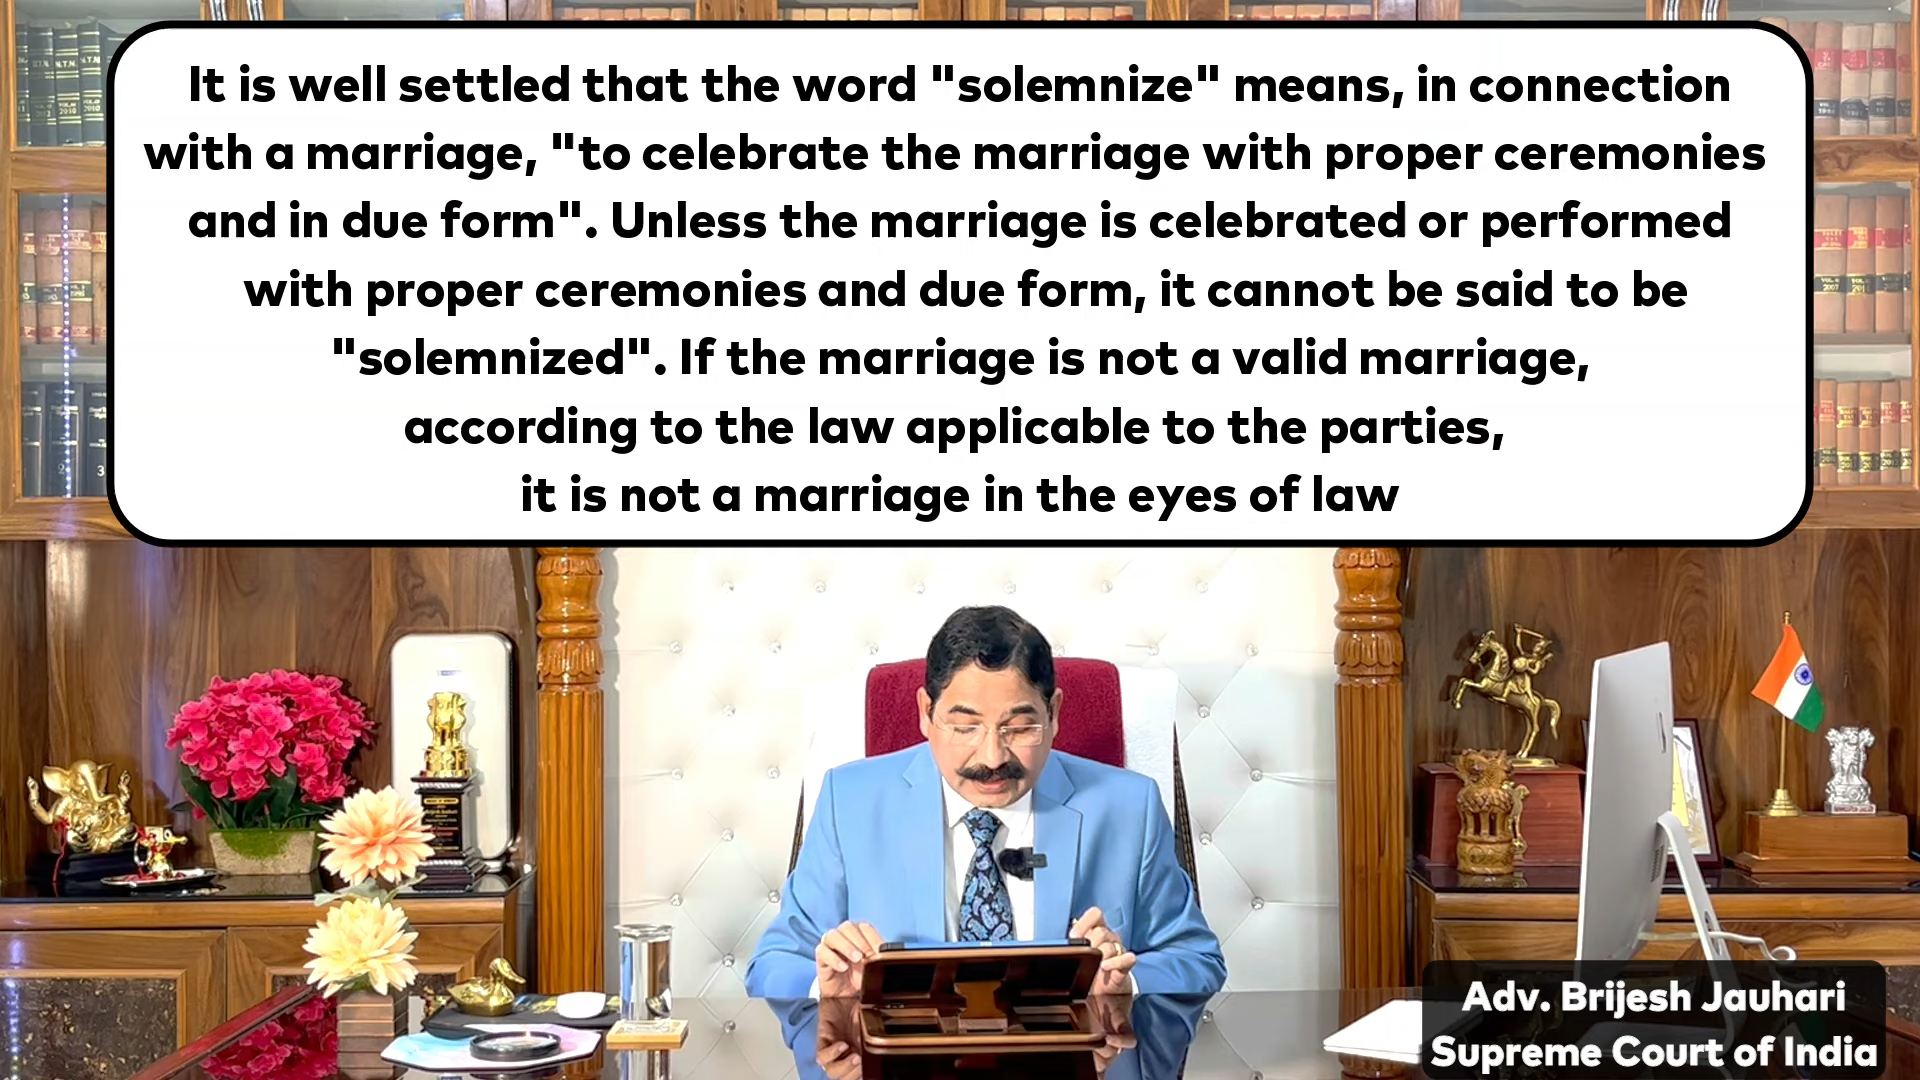 It is well settled that the word "solemnize" means, in connection
with a marriage, "to celebrate the marriage with proper ceremonies
and in due form". Unless the marriage is celebrated or performed
with proper ceremonies and due form, it cannot be said to be
"solemnized". If the marriage is not a valid marriage,
according to the law applicable to the parties,
it is not a marriage in the eyes of law
Adv. Brijesh Jauhari
Supreme Court of India